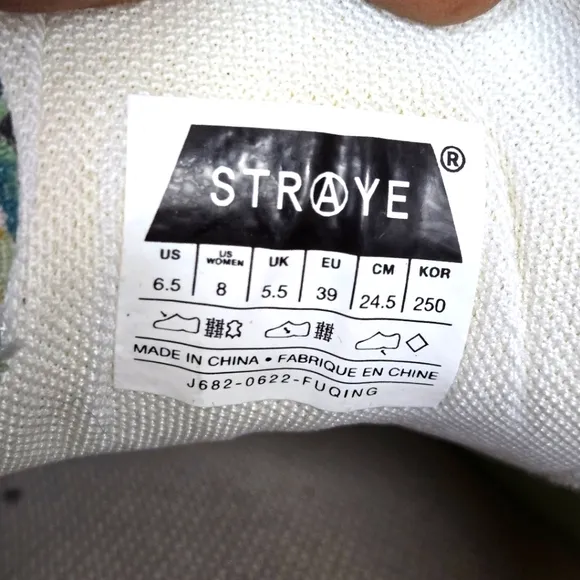 STRAYE ®
US US WOMEN UK EU CM KOR
6.5 8 5.5 39 24.5 250
MADE IN CHINA • FABRIQUE EN CHINE
J682-0622-FUQING